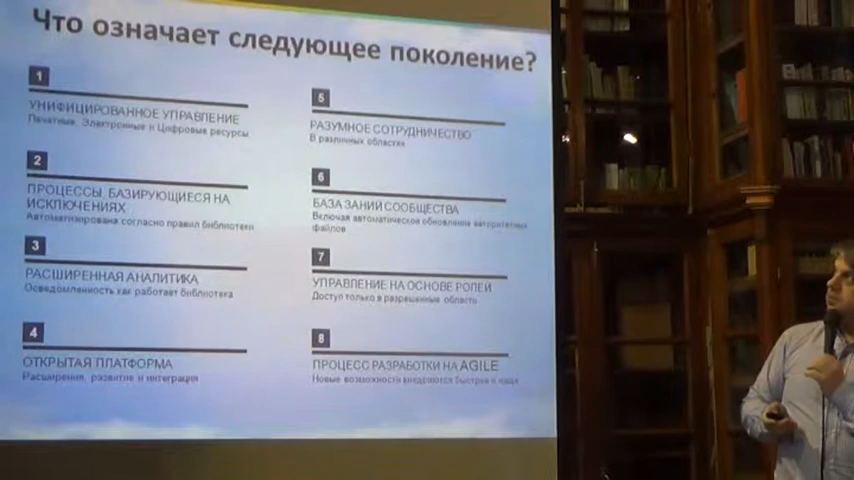 Что означает следующее поколение?
1
УНИФИЦИРОВАННОЕ УПРАВЛЕНИЕ
Печатные, Электронные и Цифровые ресурсы
2
ПРОЦЕССЫ, БАЗИРУЮЩИЕСЯ НА
ИСКЛЮЧЕНИЯХ
Автоматизирована согласно правил библиотеки
3
РАСШИРЕННАЯ АНАЛИТИКА
Осведомленность как работает библиотека
4
ОТКРЫТАЯ ПЛАТФОРМА
Расширения, развитие и интеграция
5
РАЗУМНОЕ СОТРУДНИЧЕСТВО
В различных областях
6
БАЗА ЗАНИЙ СООБЩЕСТВА
Включая автоматическое обновление авторитетных
файлов
7
УПРАВЛЕНИЕ НА ОСНОВЕ РОЛЕЙ
Доступ только в разрешенные области
8
ПРОЦЕСС РАЗРАБОТКИ НА AGILE
Новые возможности внедряются быстрее и чаще